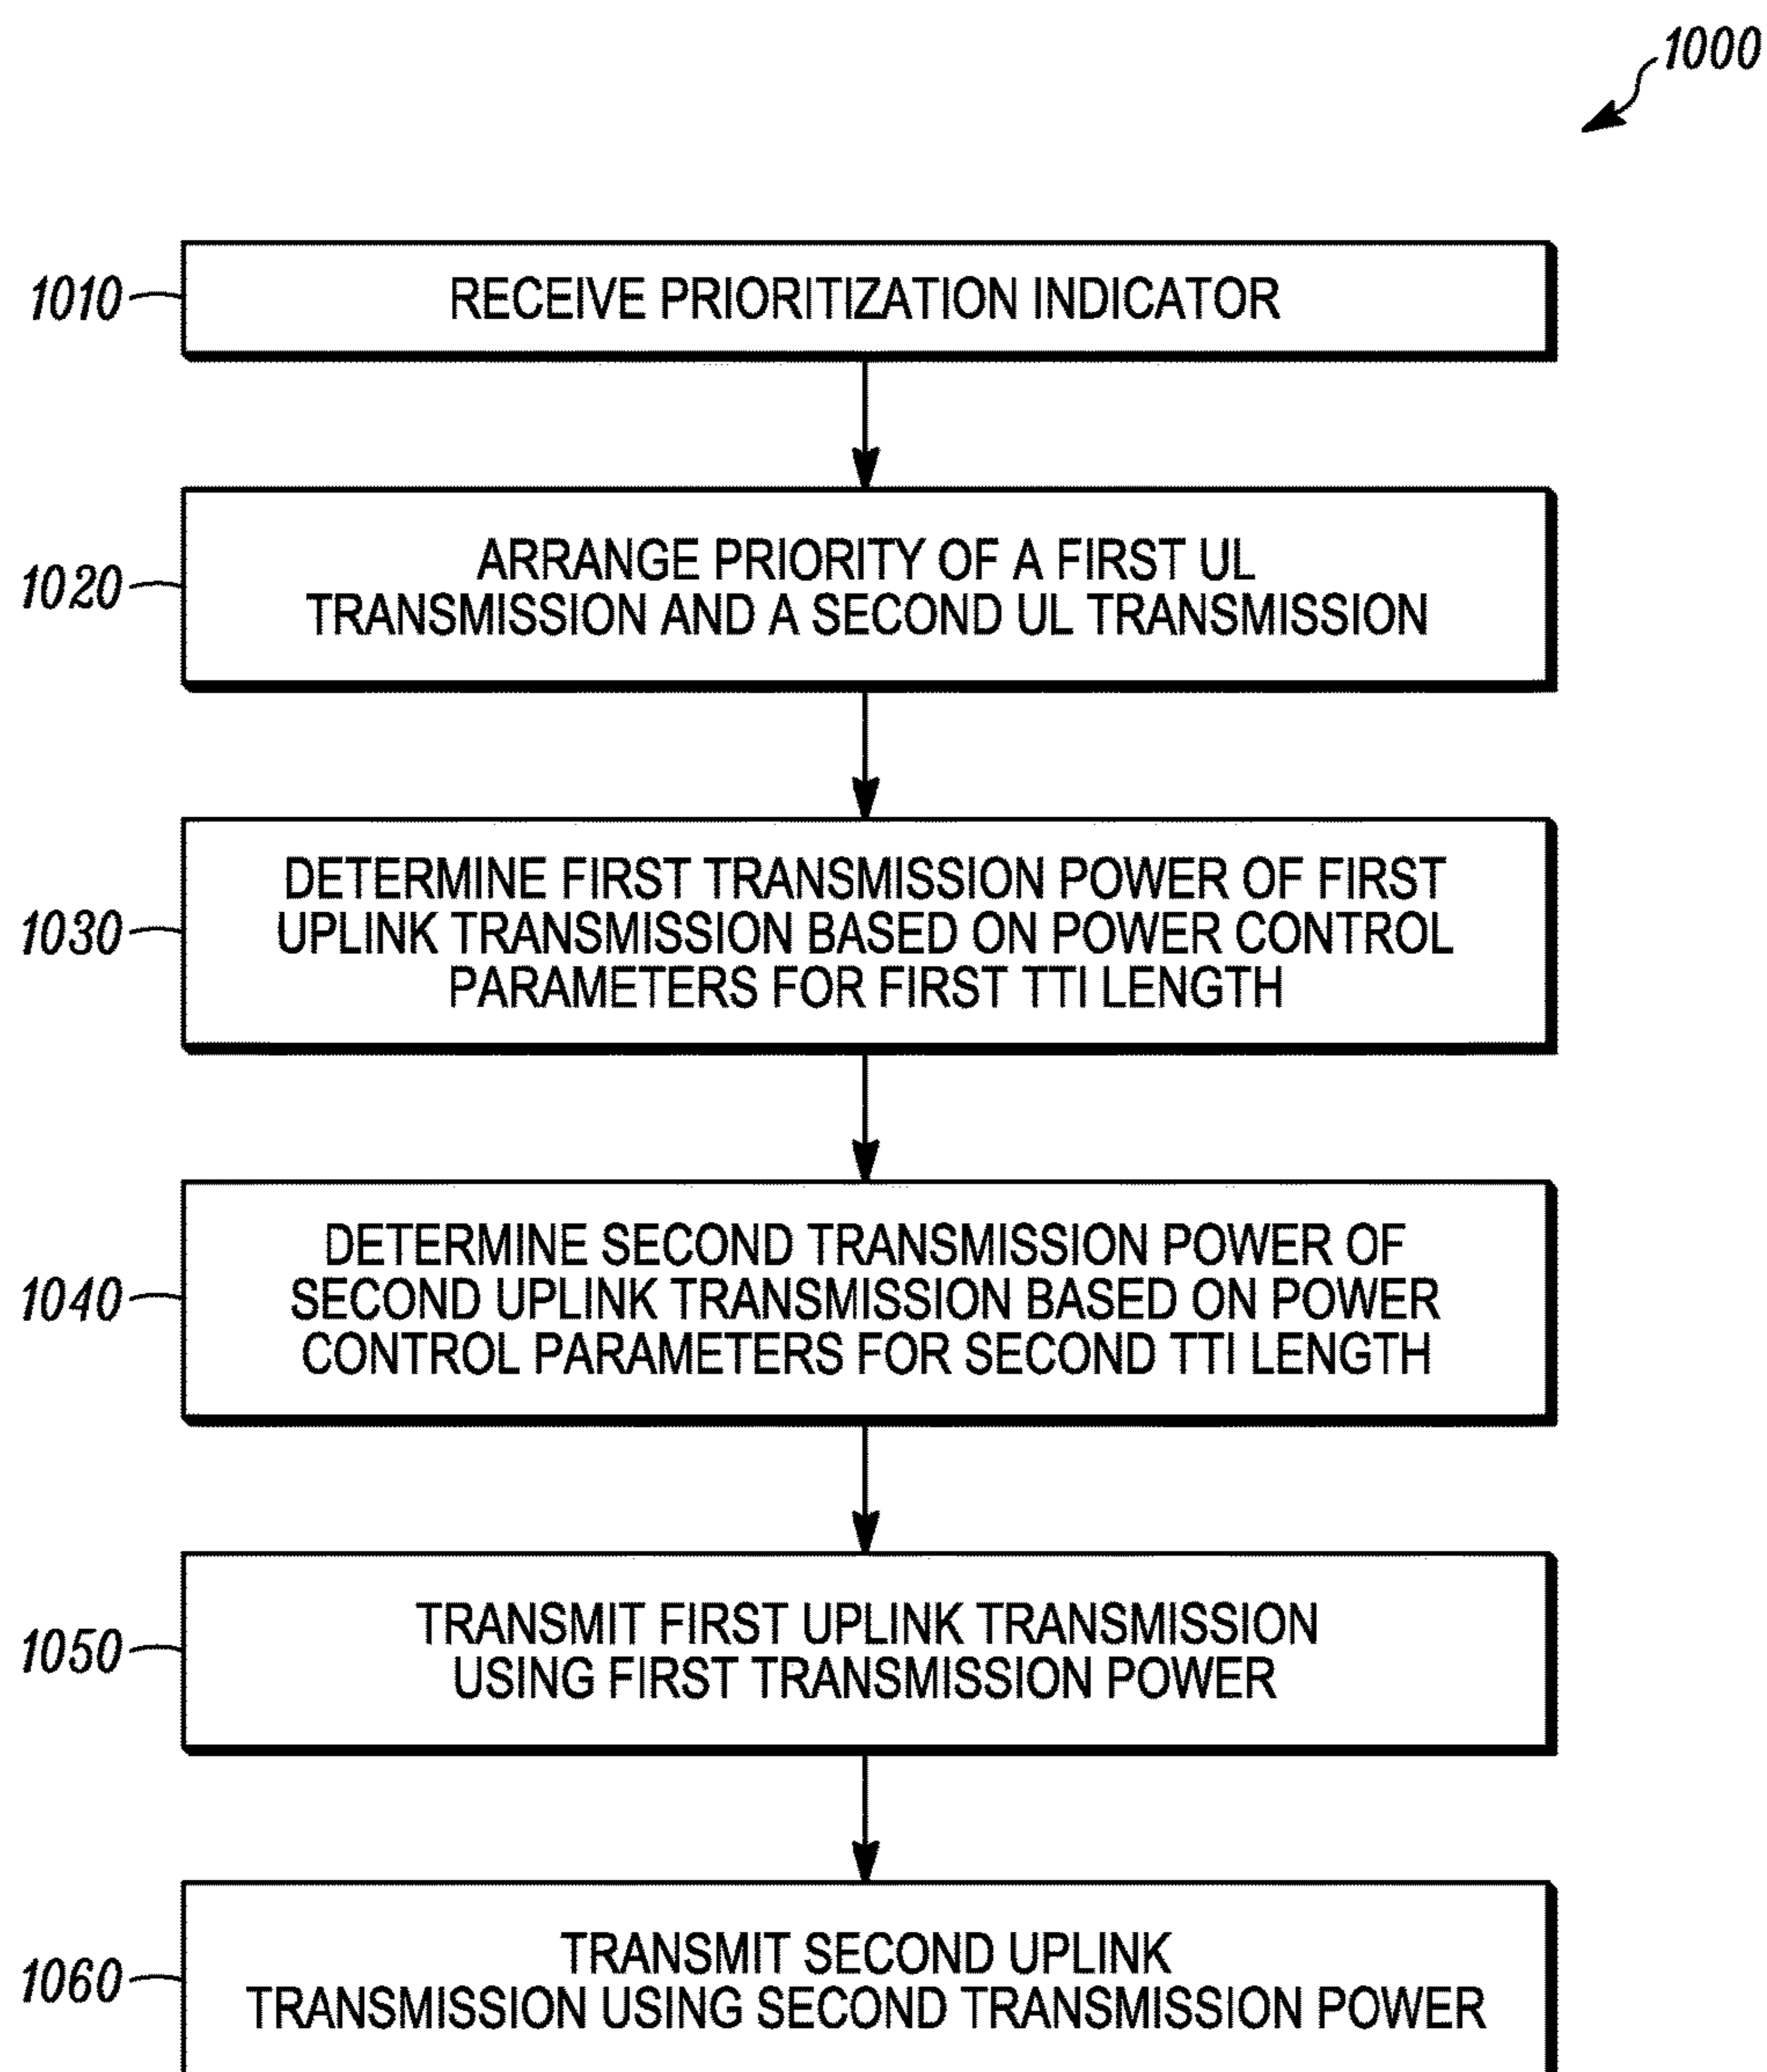 1000
1010
RECEIVE PRIORITIZATION INDICATOR
1020
ARRANGE PRIORITY OF A FIRST UL
TRANSMISSION AND A SECOND UL TRANSMISSION
1030
DETERMINE FIRST TRANSMISSION POWER OF FIRST
UPLINK TRANSMISSION BASED ON POWER CONTROL
PARAMETERS FOR FIRST TTI LENGTH
1040
DETERMINE SECOND TRANSMISSION POWER OF
SECOND UPLINK TRANSMISSION BASED ON POWER
CONTROL PARAMETERS FOR SECOND TTI LENGTH
1050
TRANSMIT FIRST UPLINK TRANSMISSION
USING FIRST TRANSMISSION POWER
1060
TRANSMIT SECOND UPLINK
TRANSMISSION USING SECOND TRANSMISSION POWER